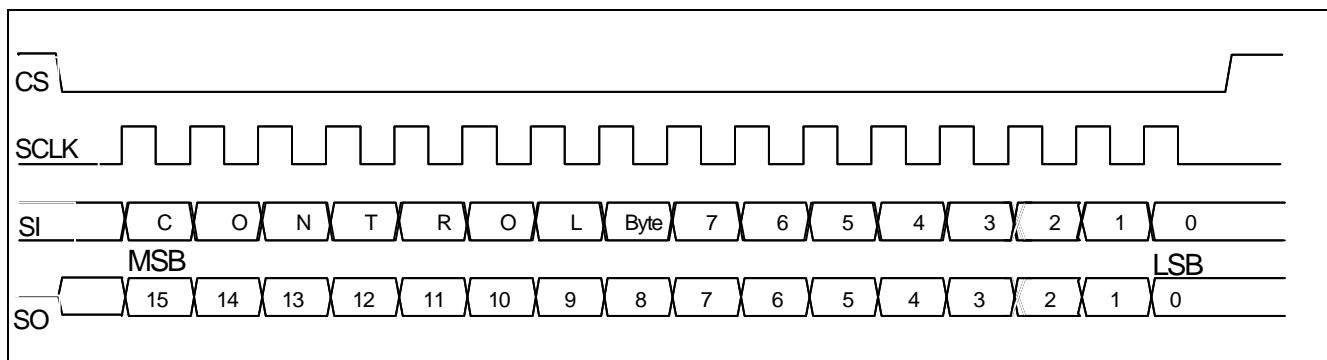 CS
SCLK
SI C O N T R O L Byte 7 6 5 4 3 2 1 0
MSB LSB
SO 15 14 13 12 11 10 9 8 7 6 5 4 3 2 1 0